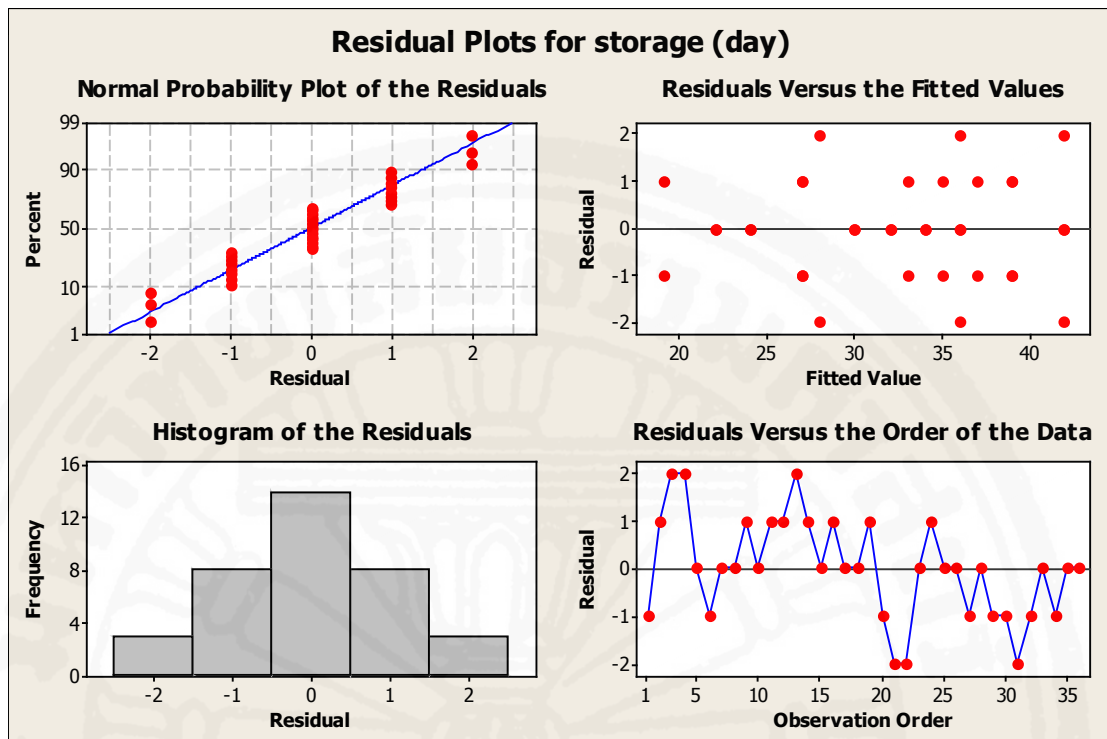 Residual Plots for storage (day)
Normal Probability Plot of the Residuals
99
90
50
10
1
Percent
-2 -1 0 1 2
Residual
Residuals Versus the Fitted Values
2
1
0
-1
-2
Residual
20 25 30 35 40
Fitted Value
Histogram of the Residuals
16
12
8
4
0
Frequency
-2 -1 0 1 2
Residual
Residuals Versus the Order of the Data
2
1
0
-1
-2
Residual
1 5 10 15 20 25 30 35
Observation Order